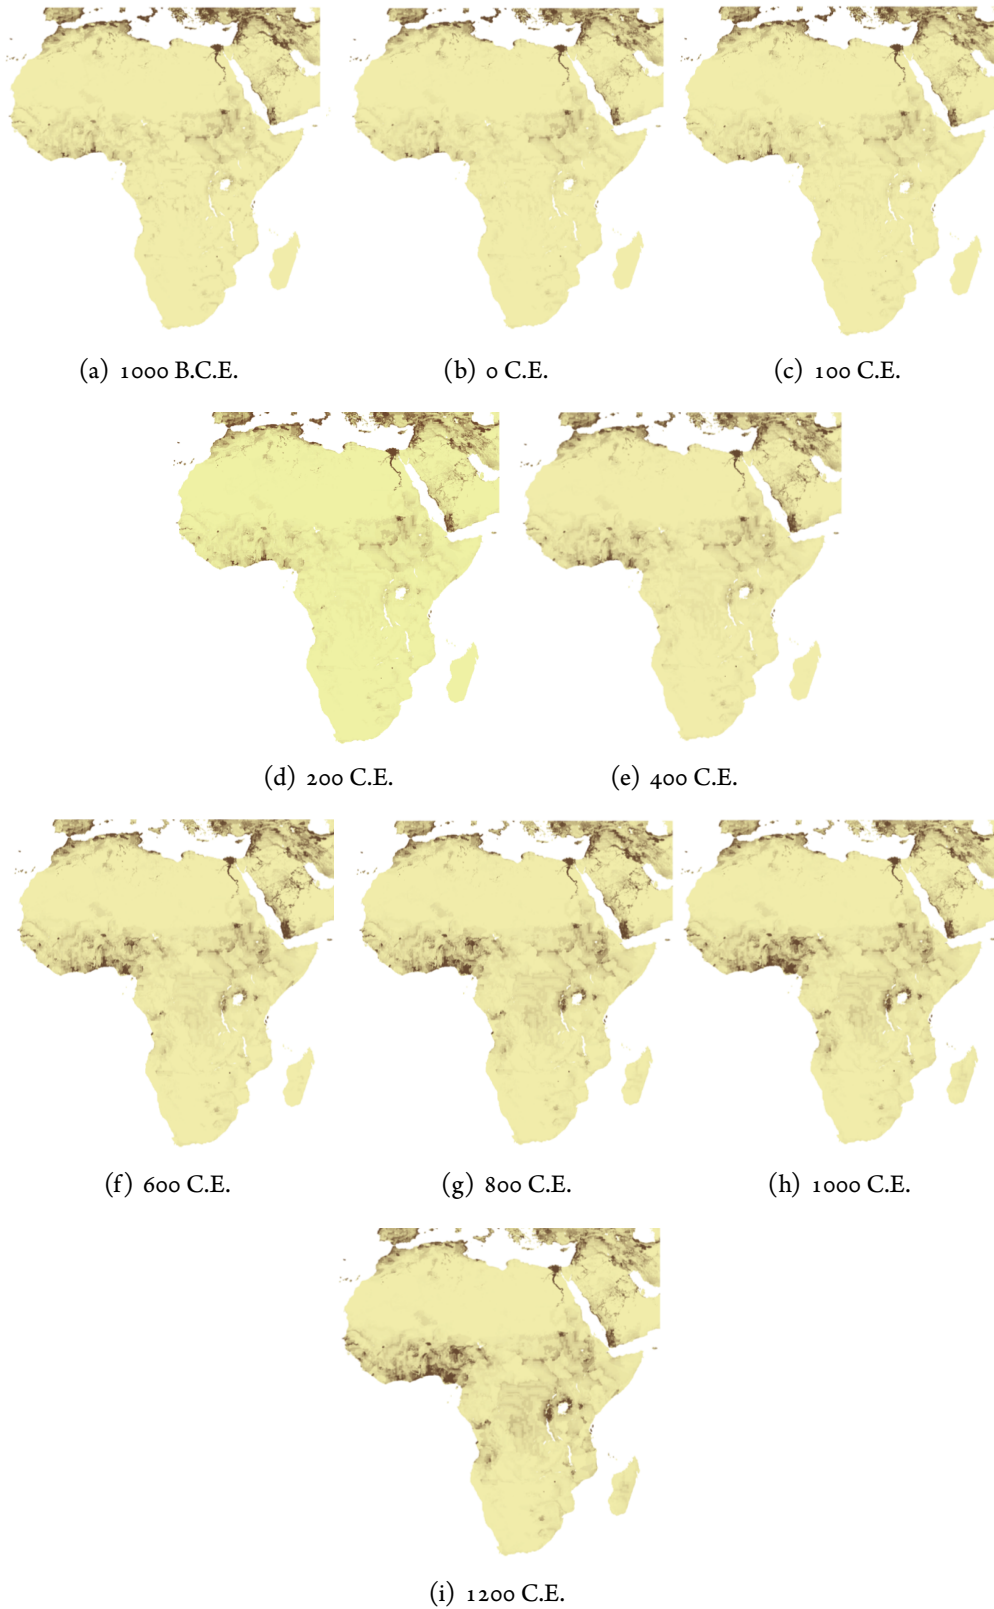 (a) 1000 B.C.E.
(b) 0 C.E.
(c) 100 C.E.
(d) 200 C.E.
(e) 400 C.E.
(f) 600 C.E.
(g) 800 C.E.
(h) 1000 C.E.
(i) 1200 C.E.